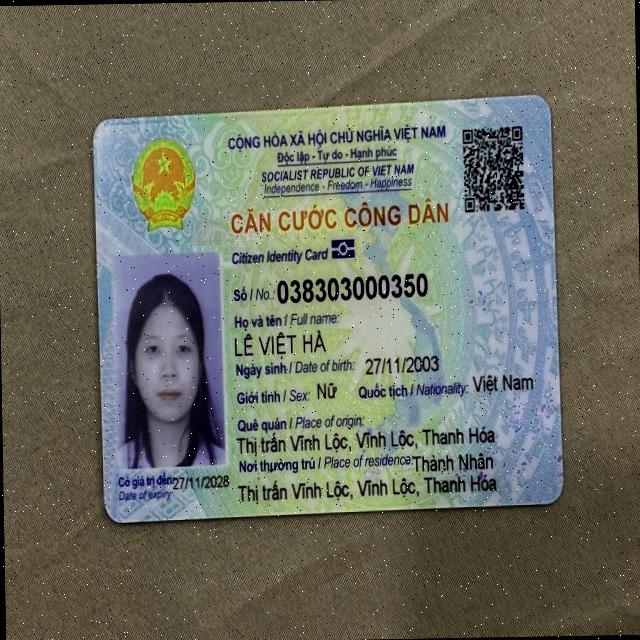 CỘNG HÒA XÃ HỘI CHỦ NGHĨA VIỆT NAM
Độc lập - Tự do - Hạnh phúc
SOCIALIST REPUBLIC OF VIET NAM
Independence - Freedom - Happiness
CĂN CƯỚC CÔNG DÂN
Citizen Identity Card
Số / No.: 038303000350
Họ và tên / Full name:
LÊ VIỆT HÀ
Ngày sinh / Date of birth: 27/11/2003
Giới tính / Sex: Nữ Quốc tịch / Nationality: Việt Nam
Quê quán / Place of origin:
Thị trấn Vĩnh Lộc, Vĩnh Lộc, Thanh Hóa
Nơi thường trú / Place of residence: Thành Nhân
Thị trấn Vĩnh Lộc, Vĩnh Lộc, Thanh Hóa
Có giá trị đến: 27/11/2028
Date of expiry